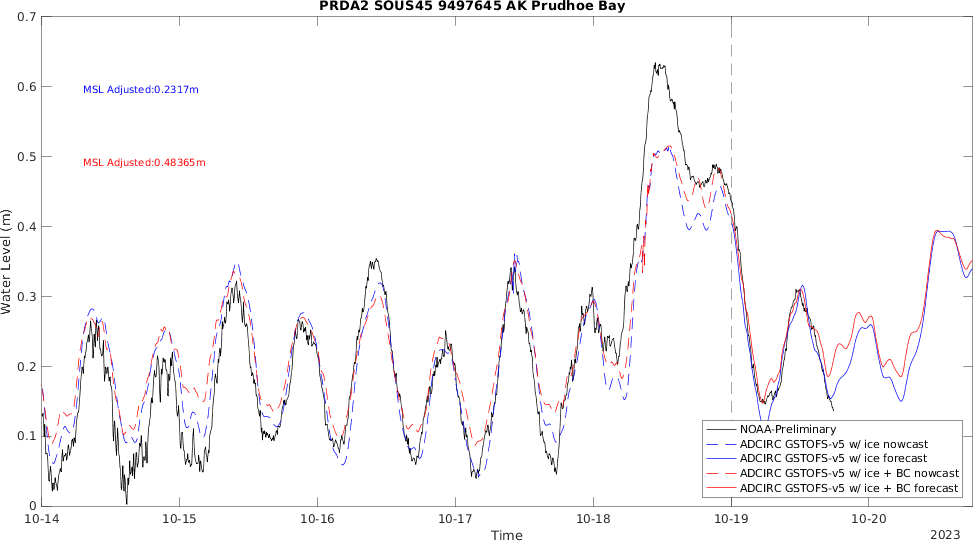 PRDA2 SOUS45 9497645 AK Prudhoe Bay
0.7
0.6
0.5
0.4
0.3
0.2
0.1
0
Water Level (m)
MSL Adjusted:0.2317m
MSL Adjusted:0.48365m
NOAA-Preliminary
ADCIRC GSTOFS-v5 w/ ice nowcast
ADCIRC GSTOFS-v5 w/ ice forecast
ADCIRC GSTOFS-v5 w/ ice + BC nowcast
ADCIRC GSTOFS-v5 w/ ice + BC forecast
10-14 10-15 10-16 10-17 10-18 10-19 10-20
Time
2023